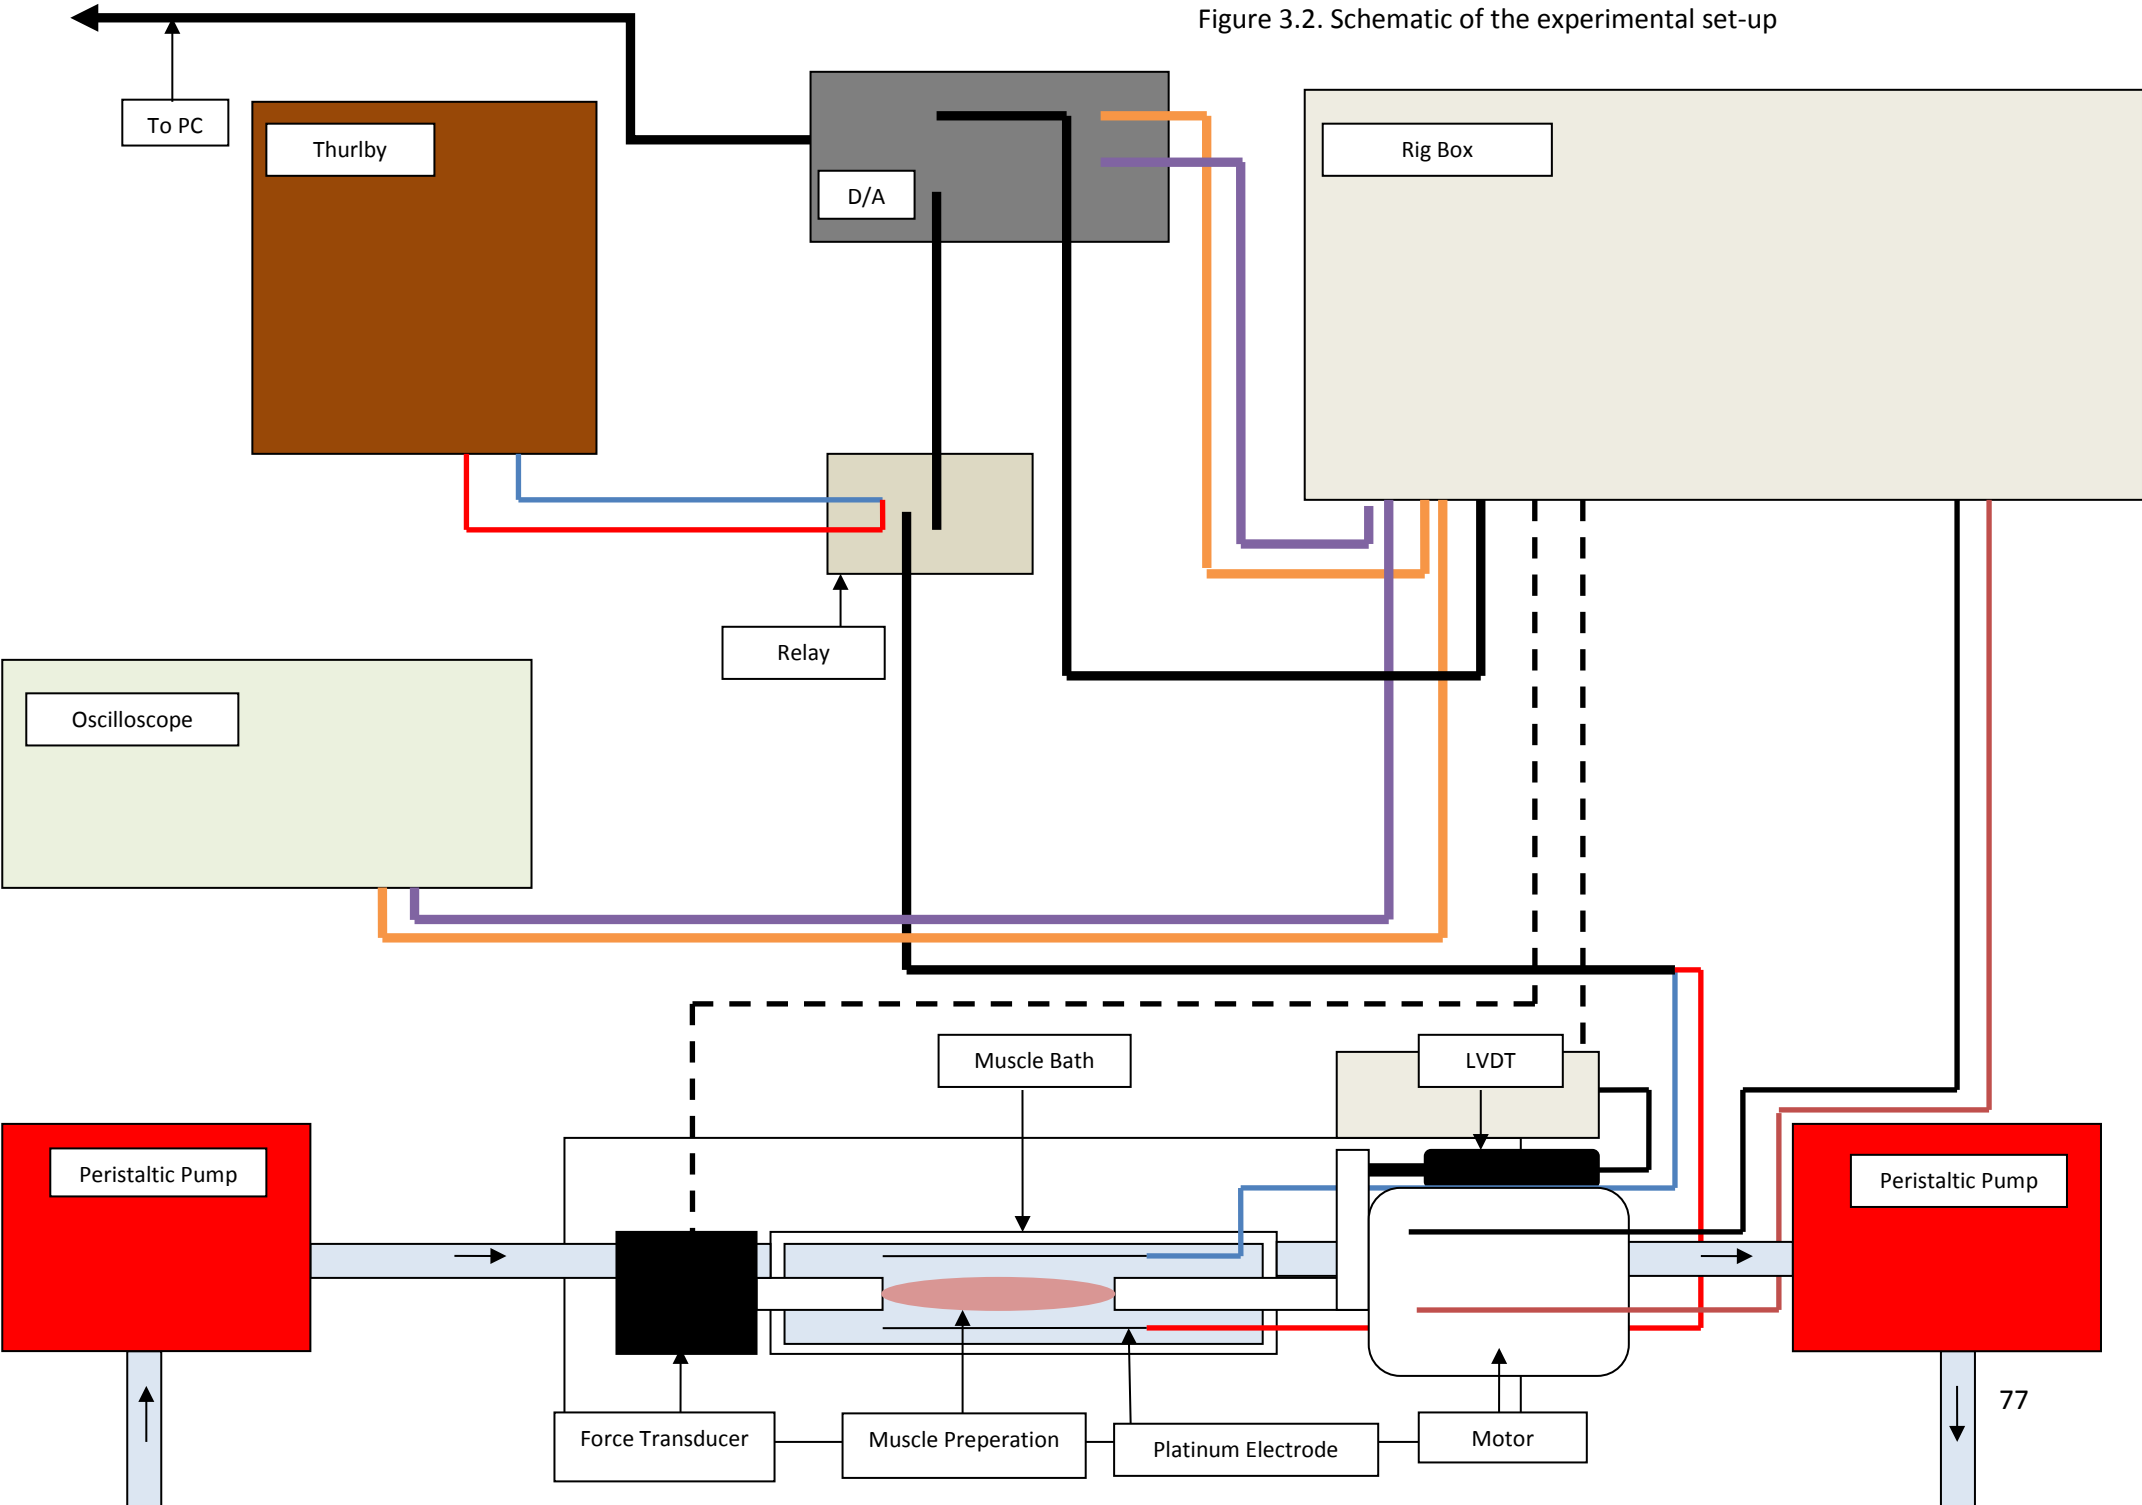 Figure 3.2. Schematic of the experimental set-up
To PC
Thurlby
D/A
Rig Box
Relay
Oscilloscope
Muscle Bath
LVDT
Peristaltic Pump
Peristaltic Pump
Force Transducer
Muscle Preperation
Platinum Electrode
Motor
77